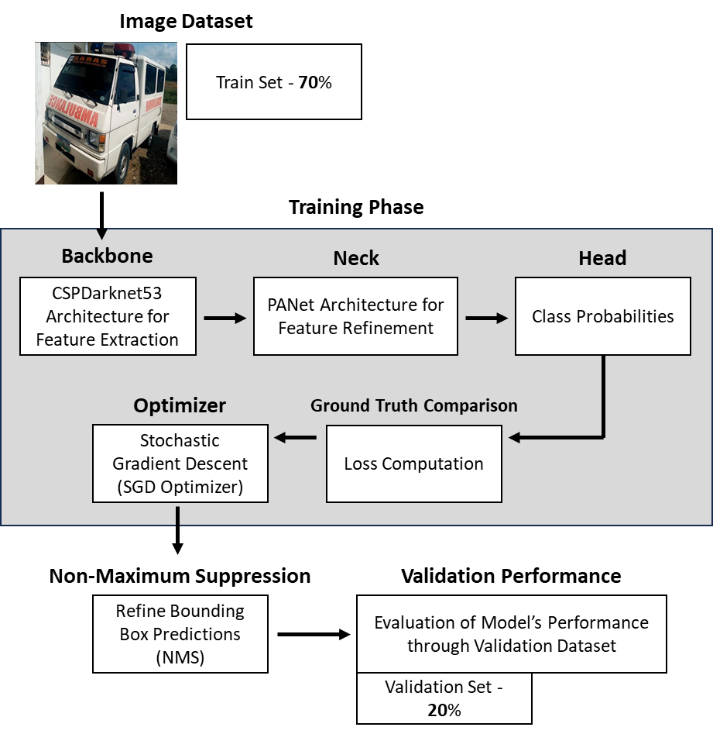 Image Dataset
Train Set - 70%
AMBULANCE
Training Phase
Backbone
CSPDarknet53
Architecture for
Feature Extraction
Neck
PANet Architecture for
Feature Refinement
Head
Class Probabilities
Optimizer
Stochastic
Gradient Descent
(SGD Optimizer)
Ground Truth Comparison
Loss Computation
Non-Maximum Suppression
Refine Bounding
Box Predictions
(NMS)
Validation Performance
Evaluation of Model's Performance
through Validation Dataset
Validation Set -
20%